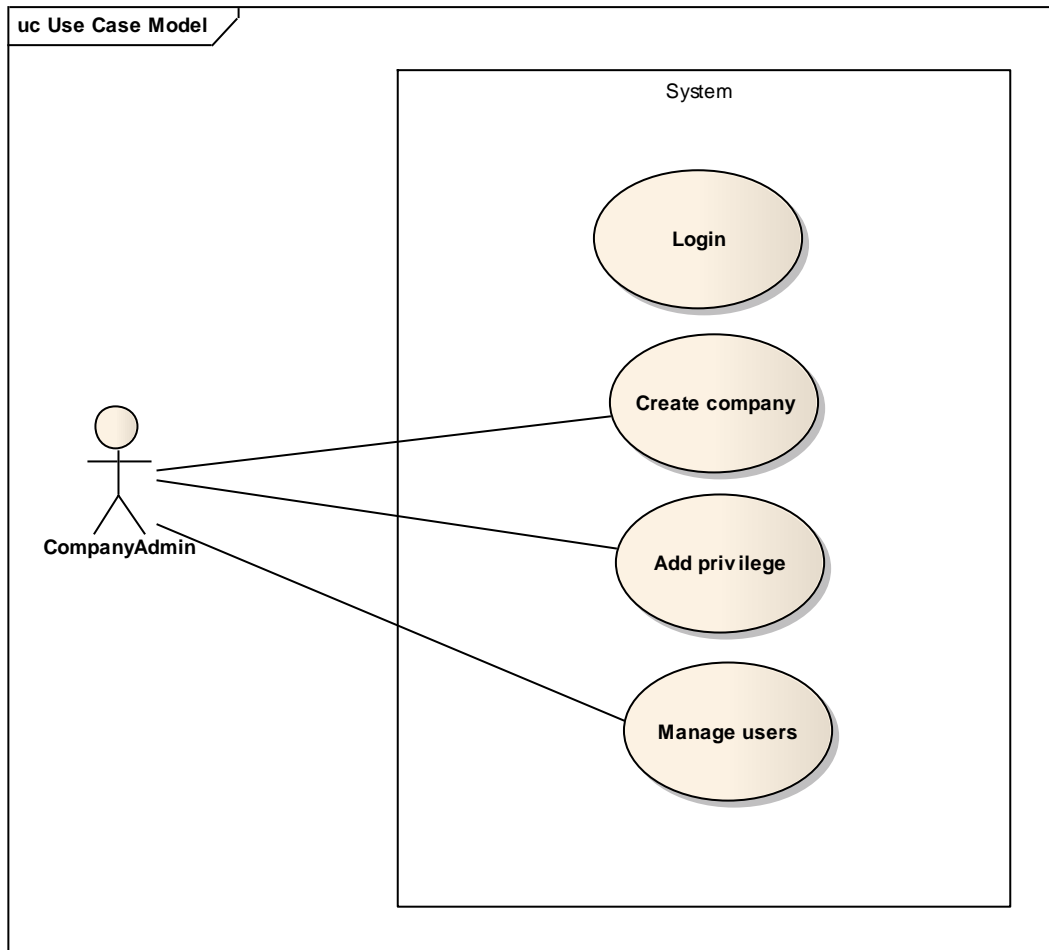 uc Use Case Model
System
Login
Create company
Add privilege
Manage users
CompanyAdmin